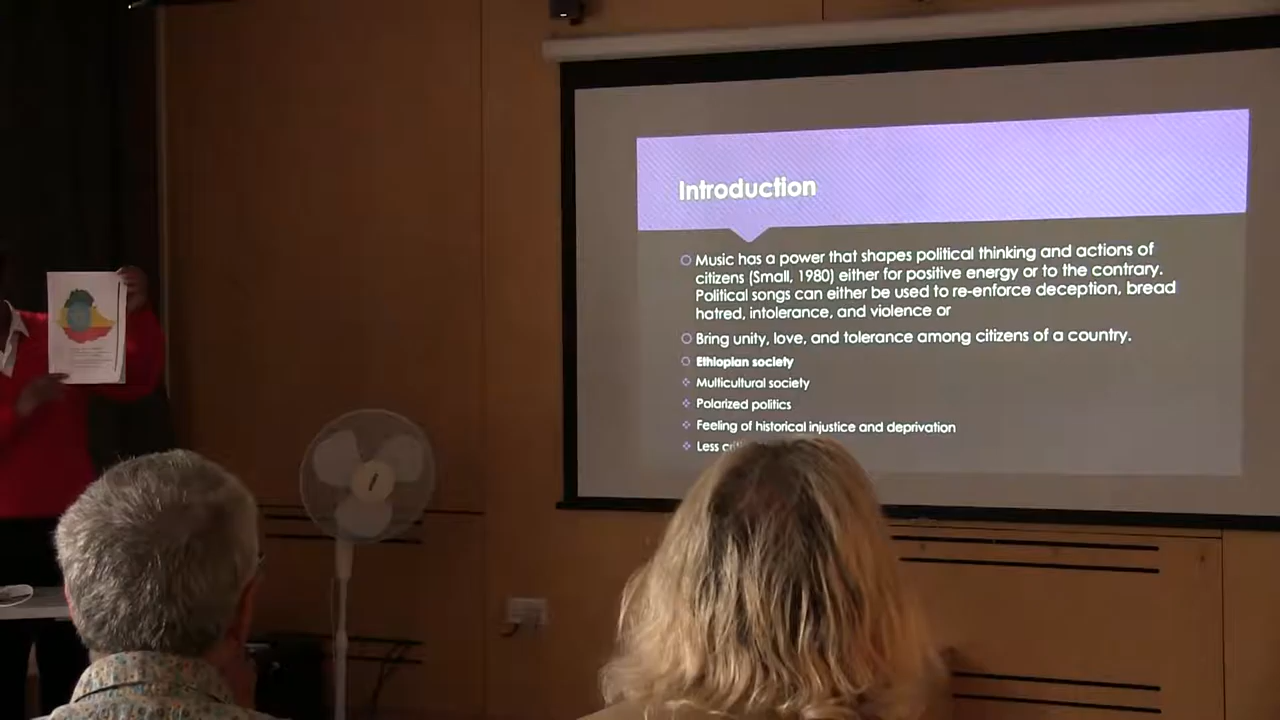 Introduction
Music has a power that shapes political thinking and actions of
citizens (Small, 1980) either for positive energy or to the contrary.
Political songs can either be used to re-enforce deception, bread
hatred, intolerance, and violence or
Bring unity, love, and tolerance among citizens of a country.
Ethiopian society
Multicultural society
Polarized politics
Feeling of historical injustice and deprivation
Less